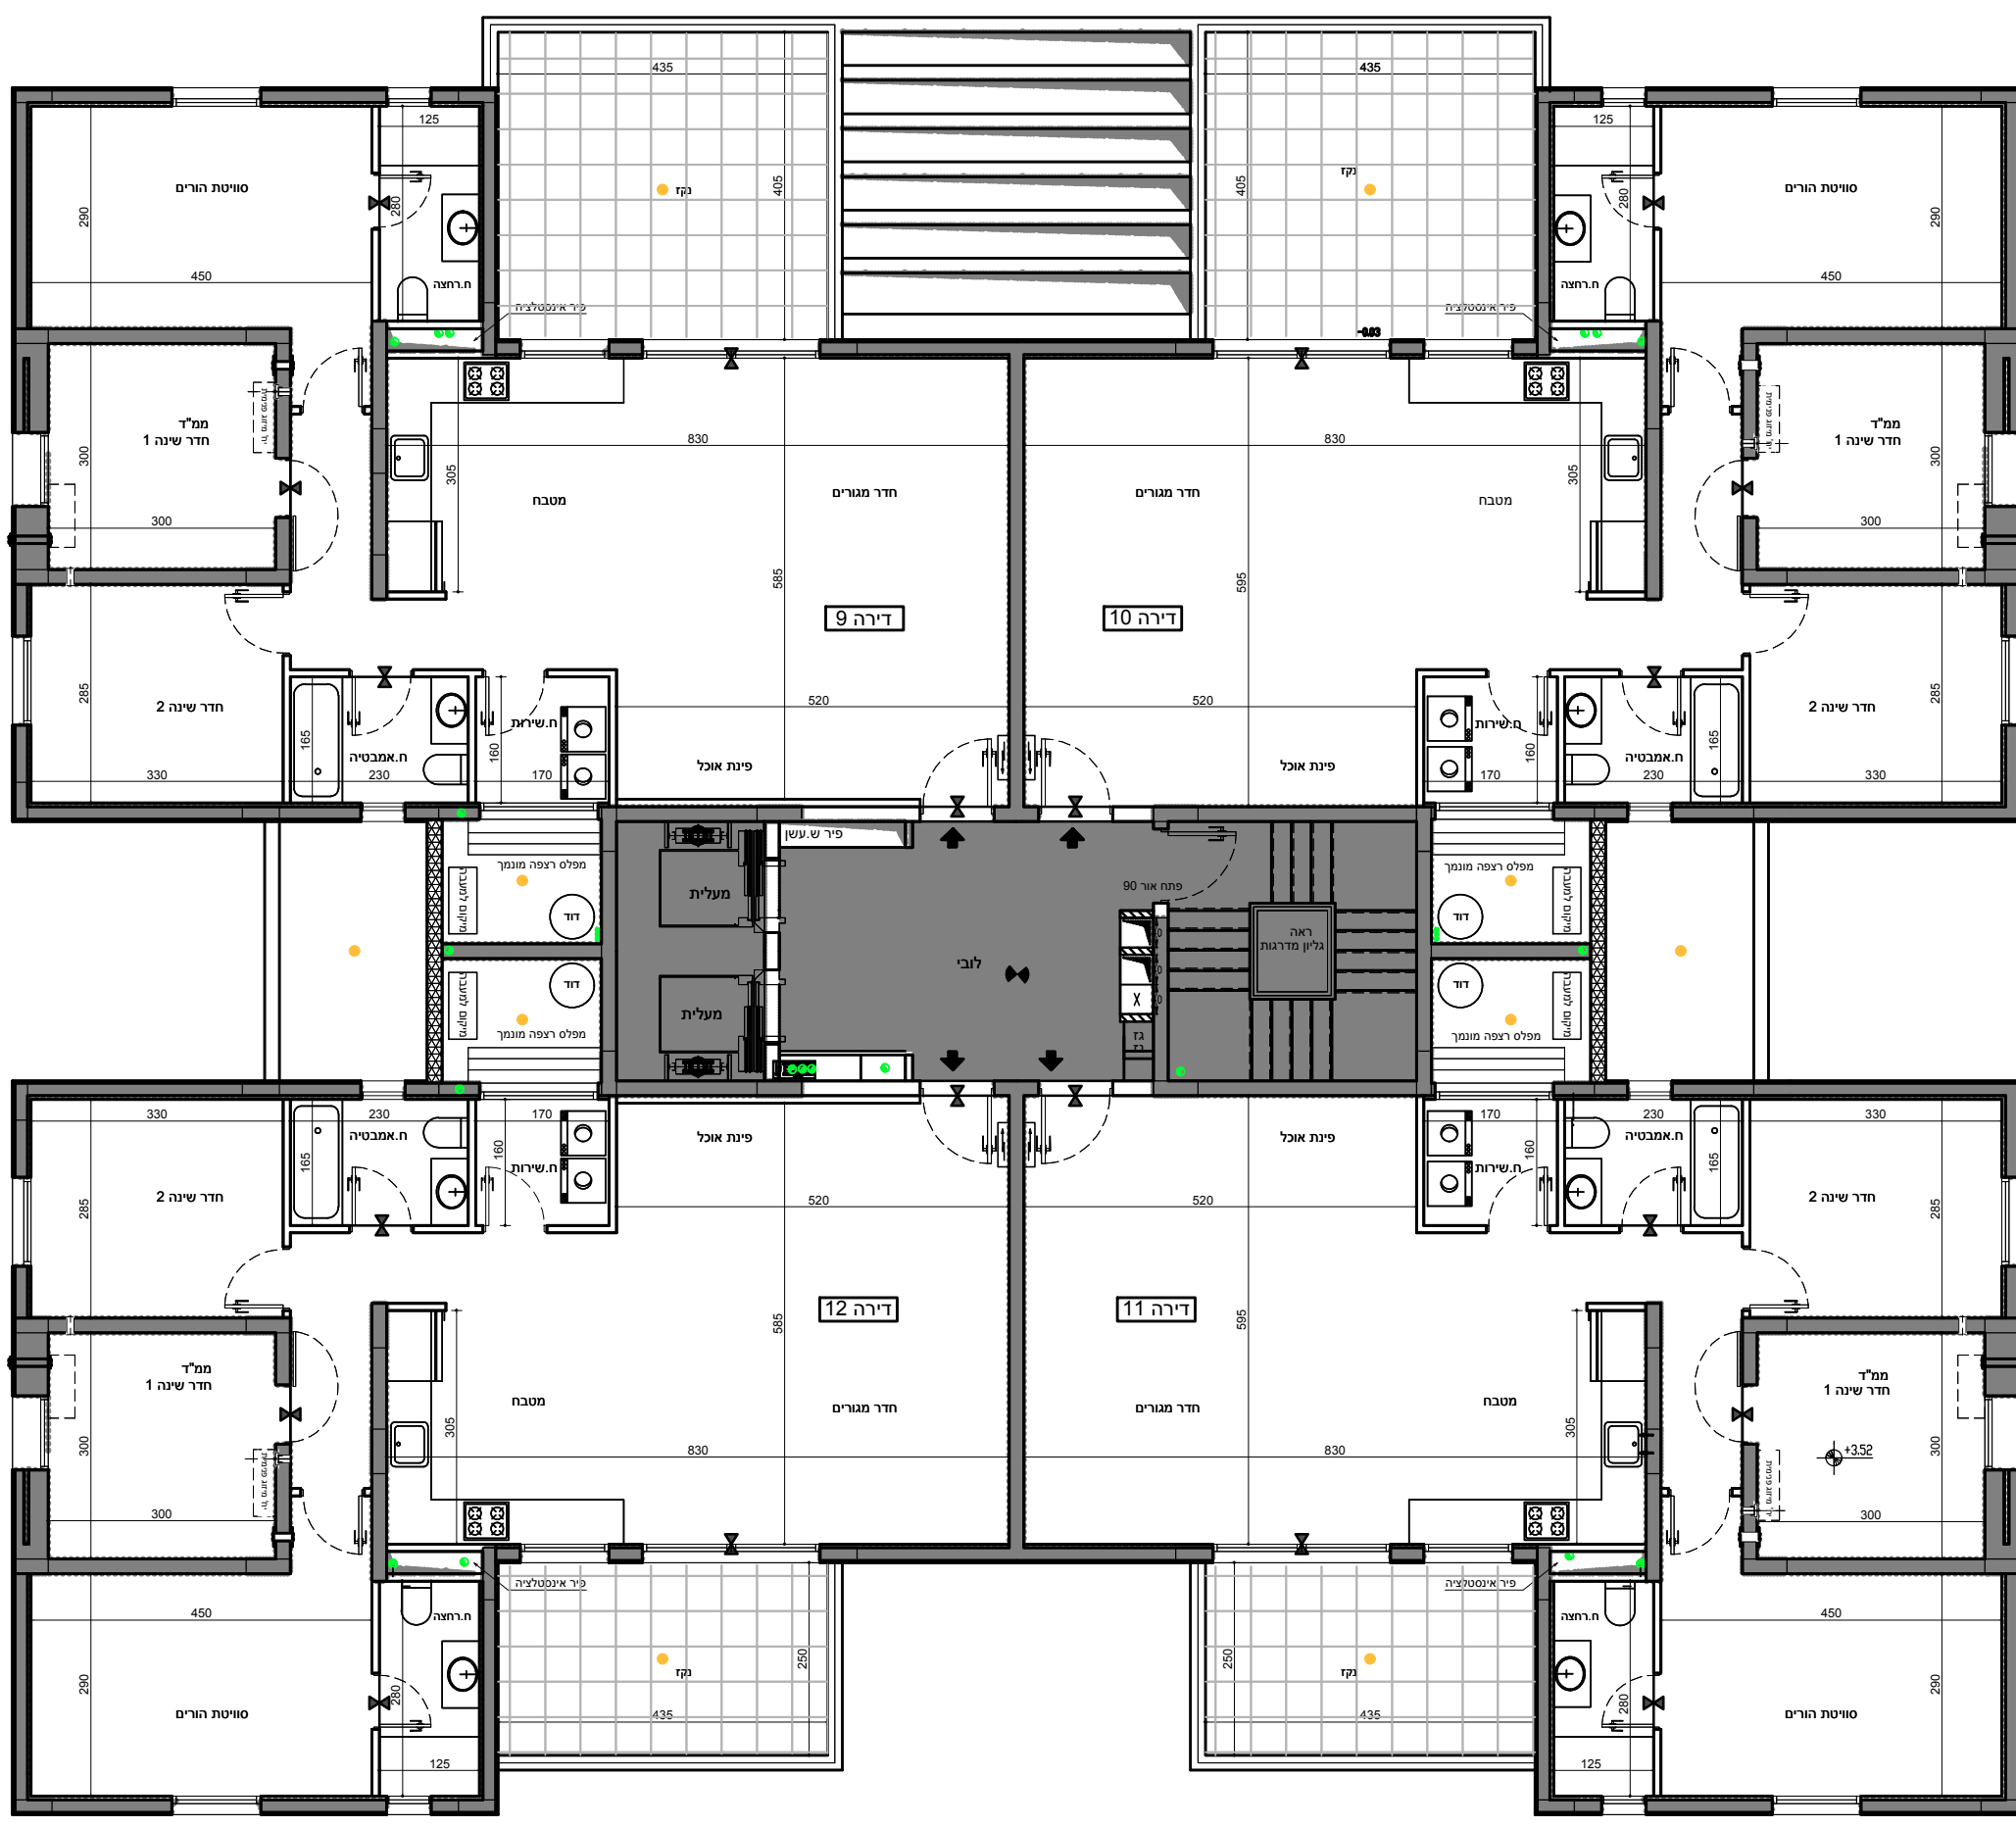 435
435
125
125
סוויטת הורים
נקז
405
405
נקז
סוויטת הורים
290
280
280
290
450
ח.רחצה
ח.רחצה
450
פיר אינסטלציה
פיר אינסטלציה
-0.03
ממ"ד
חדר שינה 1
ממ"ד
חדר שינה 1
830
830
300
305
305
300
מטבח
חדר מגורים
חדר מגורים
מטבח
300
300
585
595
דירה 9
דירה 10
285
285
חדר שינה 2
520
520
חדר שינה 2
ח.שירות
ח.שירות
165
160
160
165
ח.אמבטיה
פינת אוכל
פינת אוכל
ח.אמבטיה
330
230
170
170
230
330
פיר ש.עשן
מפלס רצפה מונמך
מפלס רצפה מונמך
מיקום למעבה
דוד
מעלית
פתח אור 90
דוד
מיקום למעבה
ראה
גליון מדרגות
לובי
מיקום למעבה
דוד
מעלית
X
דוד
מיקום למעבה
מפלס רצפה מונמך
גז
מפלס רצפה מונמך
330
230
170
170
230
330
ח.אמבטיה
פינת אוכל
פינת אוכל
ח.אמבטיה
165
160
160
165
ח.שירות
ח.שירות
חדר שינה 2
520
520
חדר שינה 2
285
285
דירה 12
דירה 11
585
595
ממ"ד
חדר שינה 1
ממ"ד
חדר שינה 1
מטבח
חדר מגורים
חדר מגורים
מטבח
305
305
300
830
830
300
+3.52
300
300
פיר אינסטלציה
פיר אינסטלציה
450
ח.רחצה
ח.רחצה
450
290
280
נקז
250
250
נקז
280
290
סוויטת הורים
435
435
סוויטת הורים
125
125